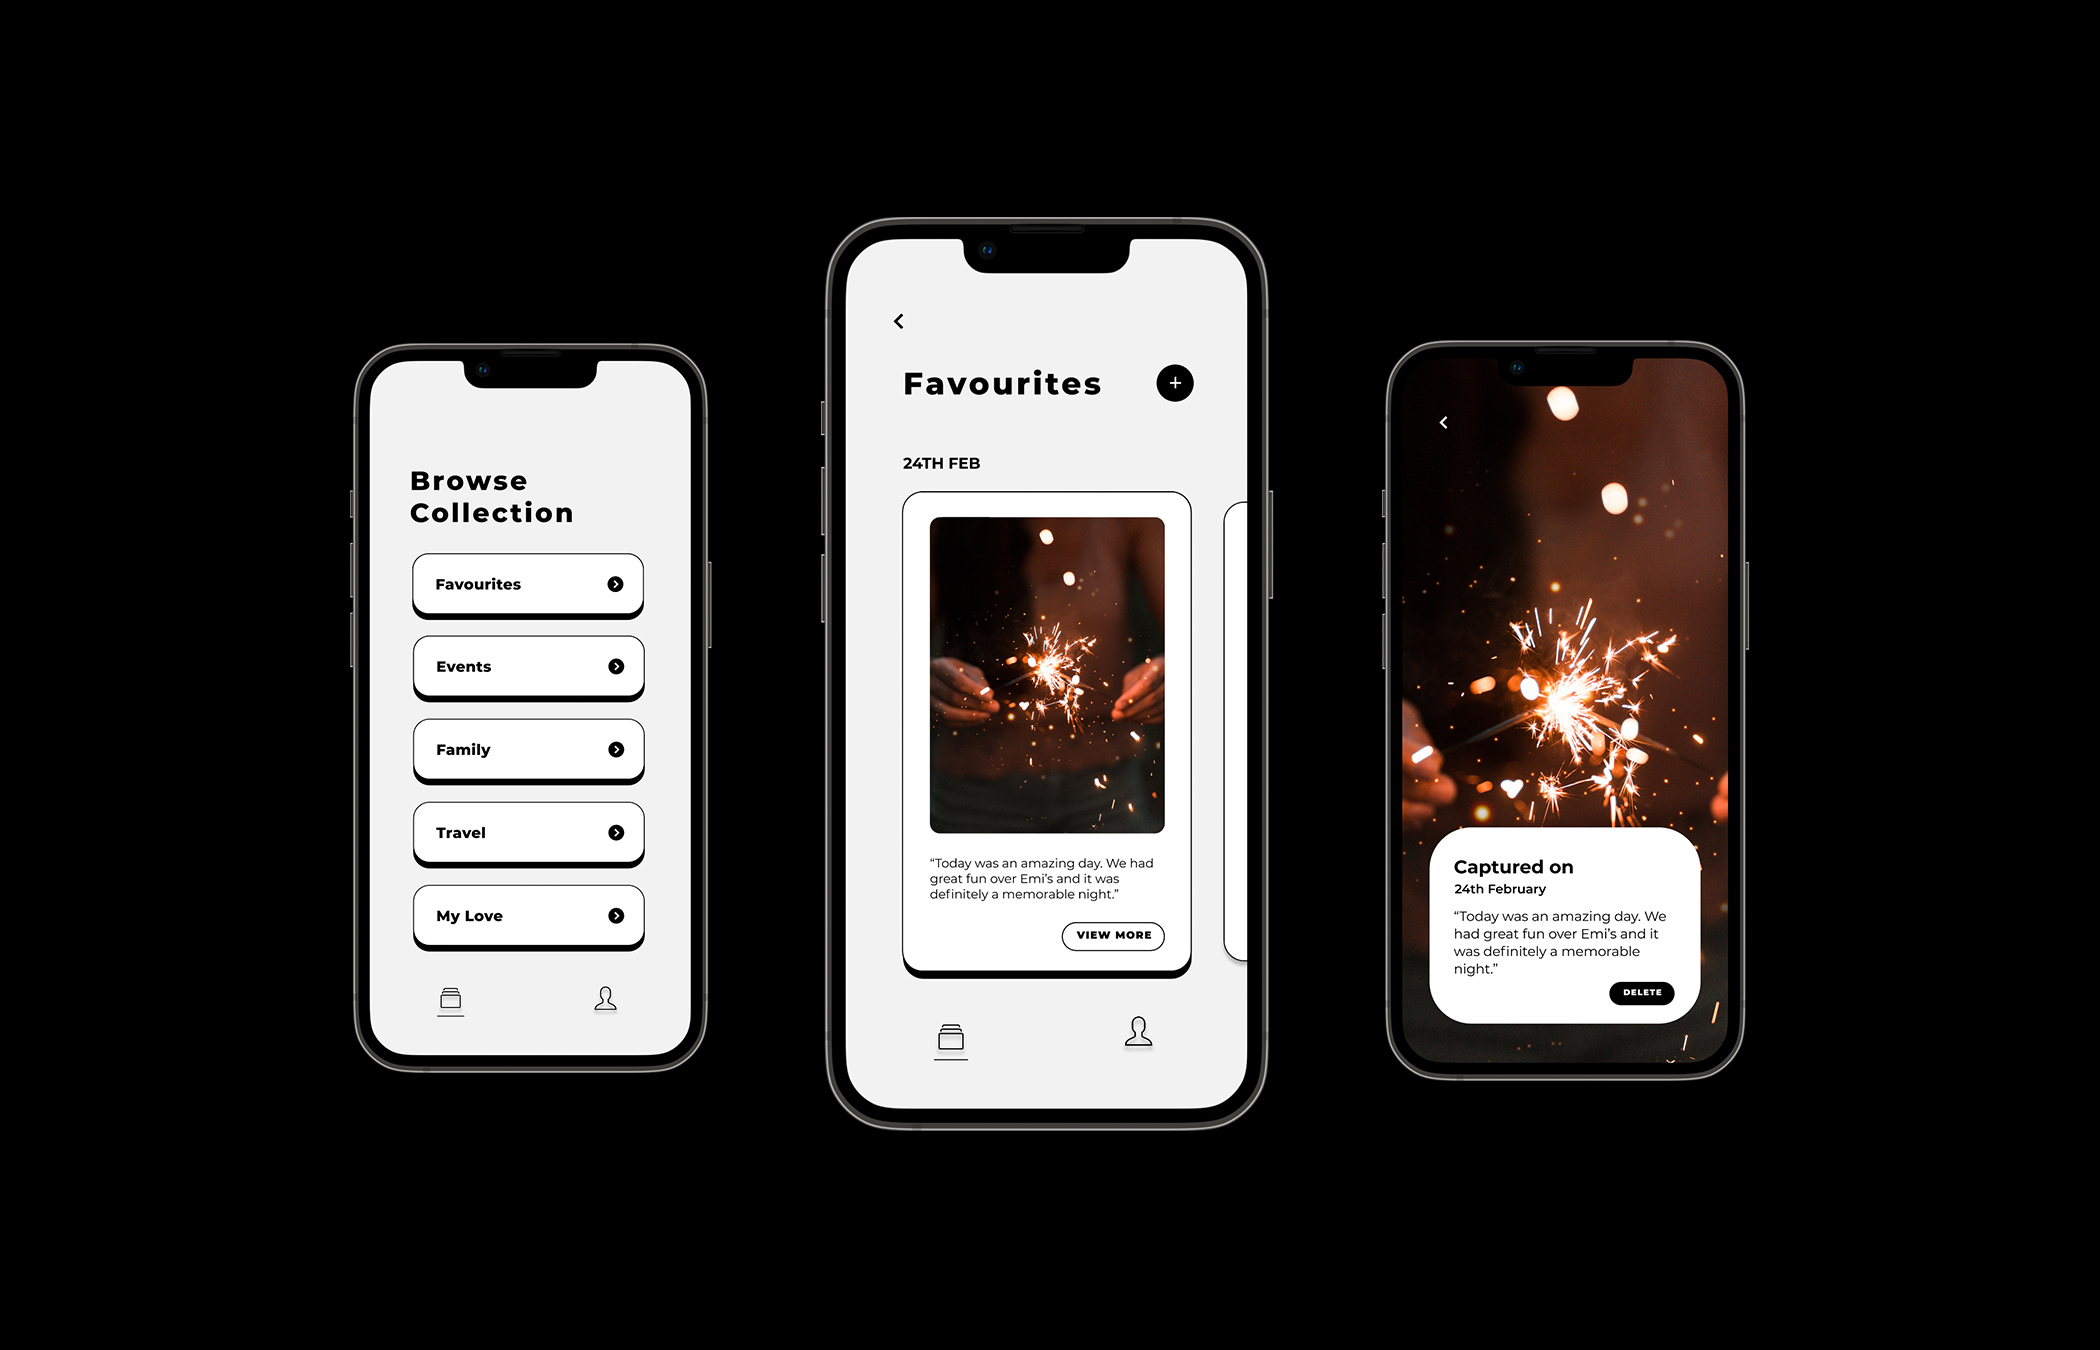 Browse
Collection
Favourites
Events
Family
Travel
My Love
Favourites
24TH FEB
“Today was an amazing day. We had
great fun over Emi’s and it was
definitely a memorable night.”
VIEW MORE
Captured on
24th February
“Today was an amazing day. We
had great fun over Emi’s and it
was definitely a memorable
night.”
DELETE